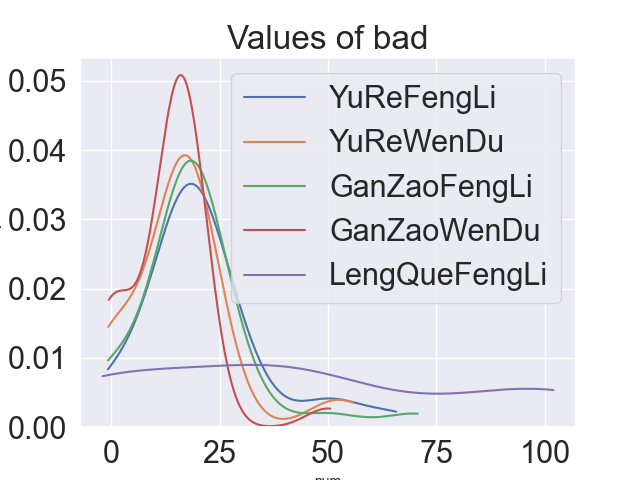 Values of bad
0.05
0.04
0.03
0.02
0.01
0.00
YuReFengLi
YuReWenDu
GanZaoFengLi
GanZaoWenDu
LengQueFengLi
0 25 50 75 100
num